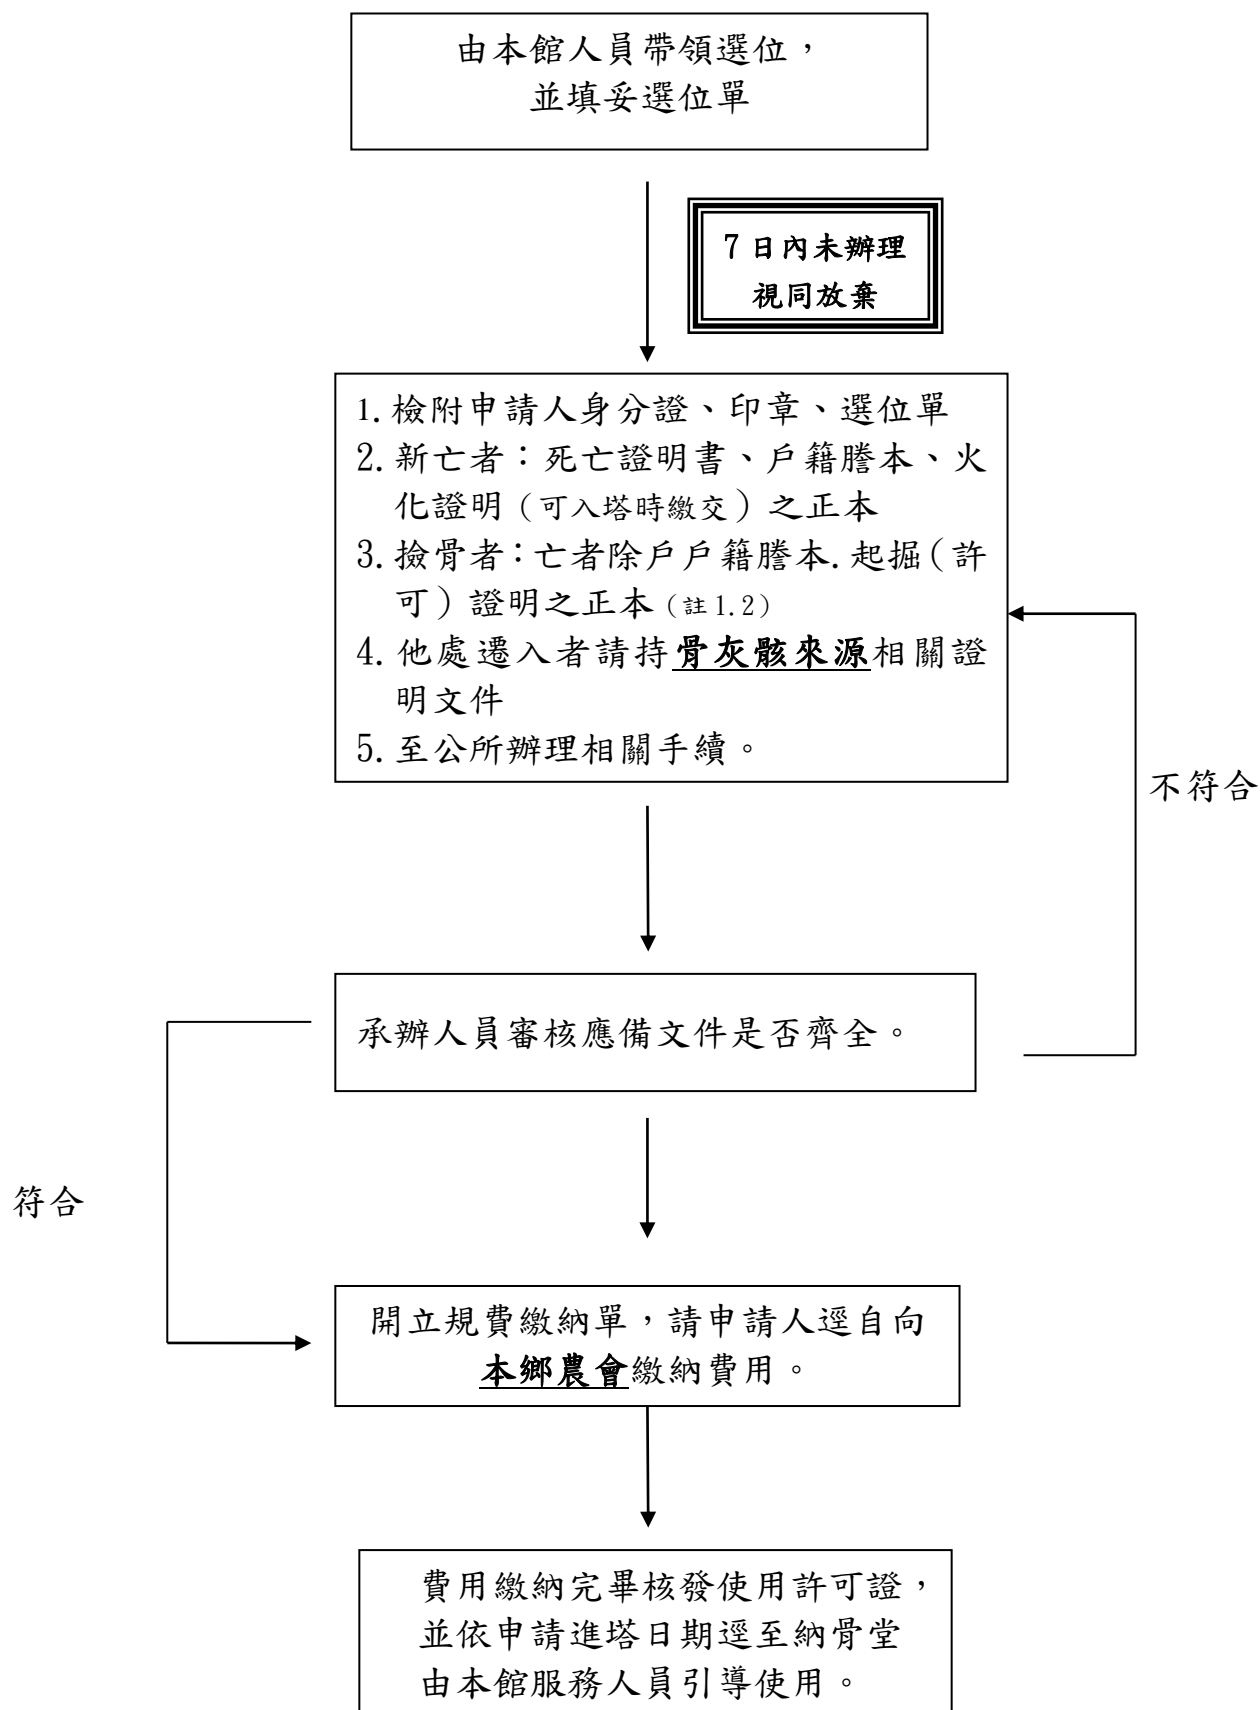 由本館人員帶領選位，
並填妥選位單
7日內未辦理
視同放棄
1.檢附申請人身分證、印章、選位單
2.新亡者：死亡證明書、戶籍謄本、火
化證明（可入塔時繳交）之正本
3.撿骨者：亡者除戶戶籍謄本.起掘（許
可）證明之正本（註1.2）
4.他處遷入者請持骨灰骸來源相關證
明文件
5.至公所辦理相關手續。
不符合
承辦人員審核應備文件是否齊全。
符合
開立規費繳納單，請申請人逕自向
本鄉農會繳納費用。
費用繳納完畢核發使用許可證，
並依申請進塔日期逕至納骨堂
由本館服務人員引導使用。